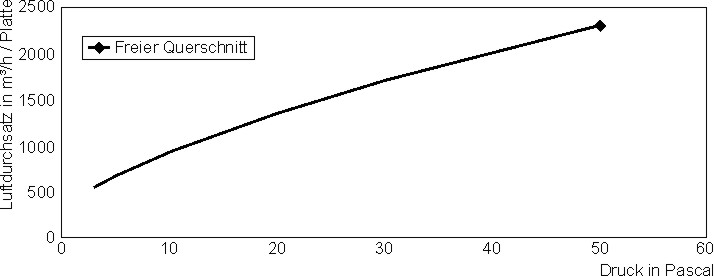 Luftdurchsatz in m³/h / Platte
2500
2000
1500
1000
500
0
Freier Querschnitt
0 10 20 30 40 50 60
Druck in Pascal